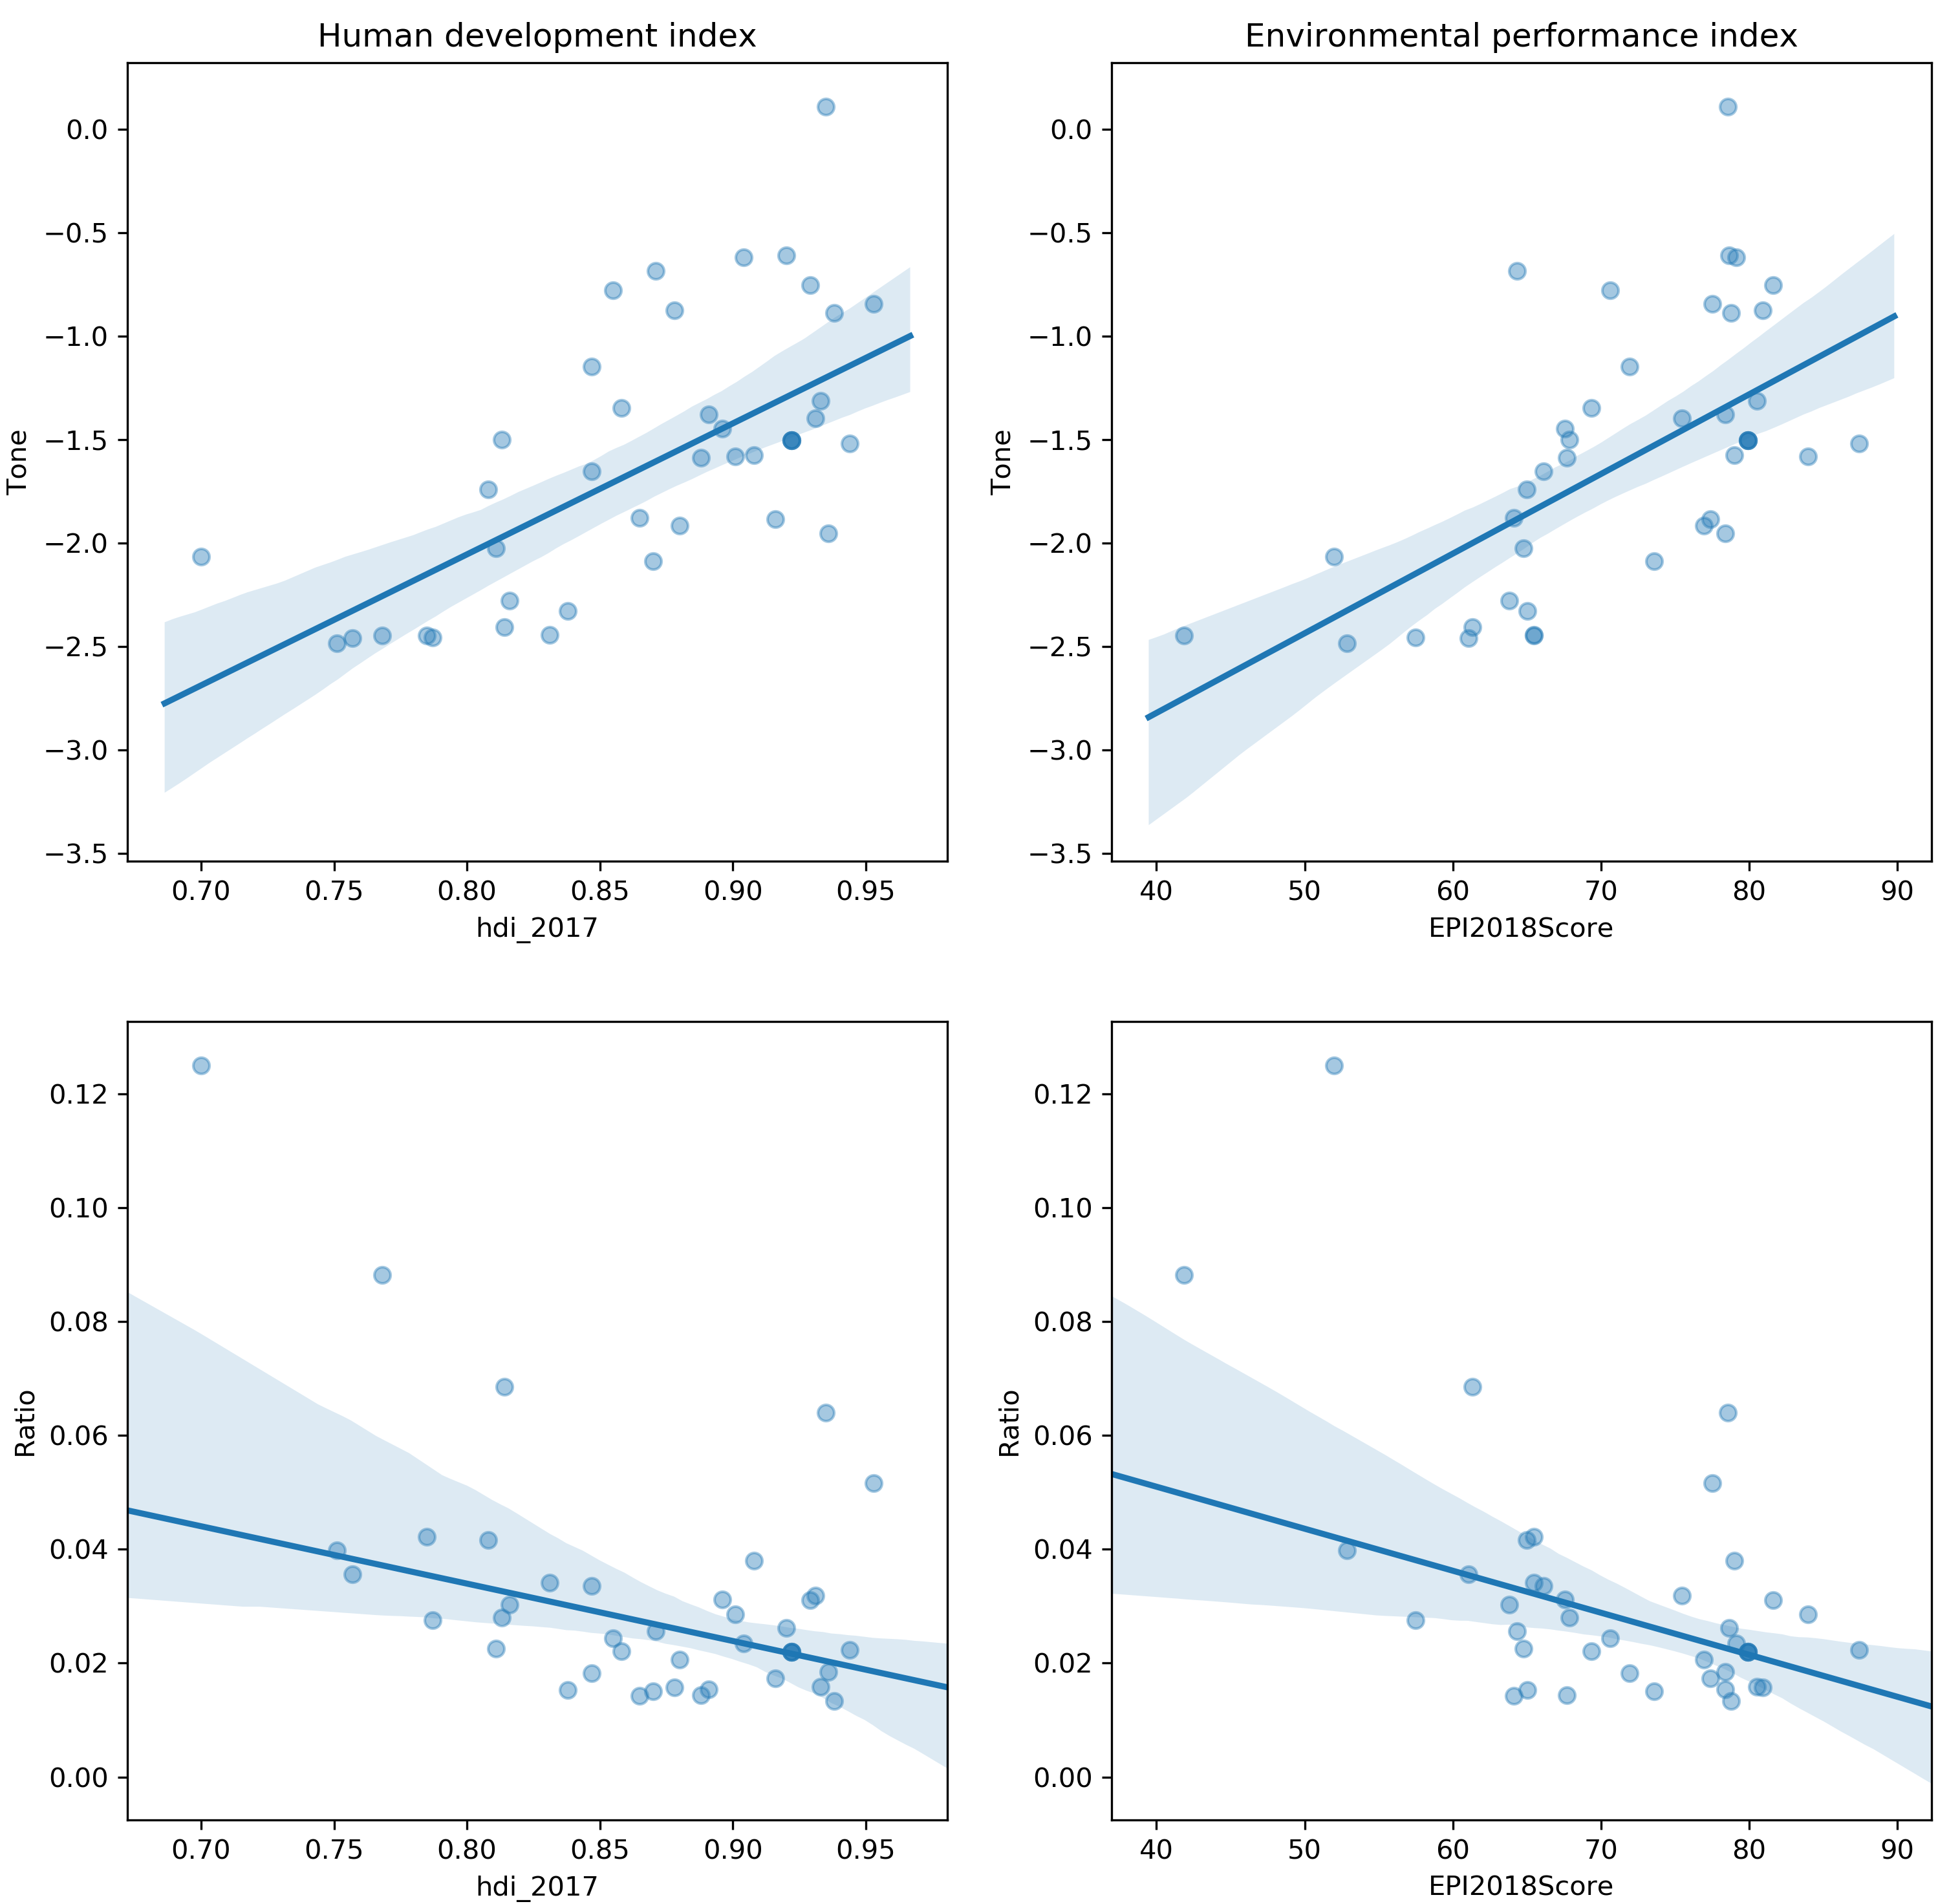 Human development index
Environmental performance index
0.0
−0.5
−1.0
−1.5
−2.0
−2.5
−3.0
−3.5
Tone
0.70 0.75 0.80 0.85 0.90 0.95
hdi_2017
0.0
−0.5
−1.0
−1.5
−2.0
−2.5
−3.0
−3.5
Tone
40 50 60 70 80 90
EPI2018Score
0.12
0.10
0.08
0.06
0.04
0.02
0.00
Ratio
0.70 0.75 0.80 0.85 0.90 0.95
hdi_2017
0.12
0.10
0.08
0.06
0.04
0.02
0.00
Ratio
40 50 60 70 80 90
EPI2018Score